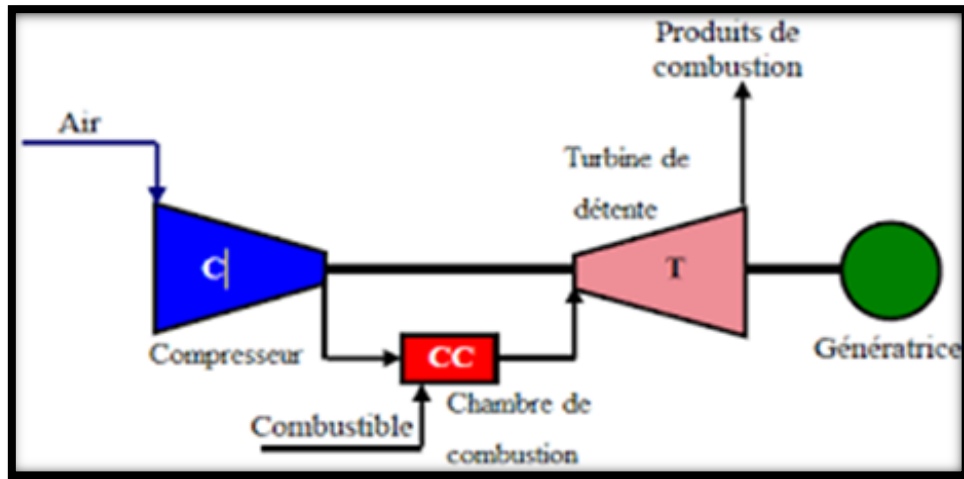 Produits de
combustion
Air
Turbine de
détente
C
T
Compresseur
CC
Génératrice
Chambre de
Combustible
combustion